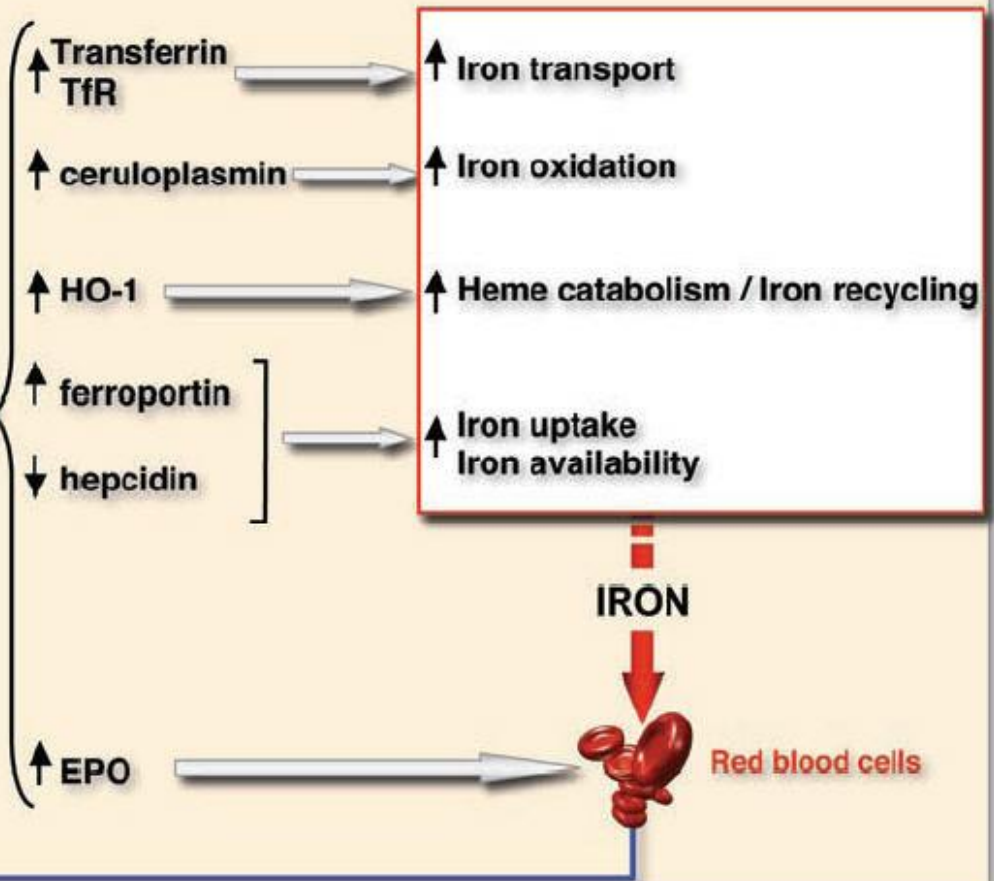 Transferrin
TfR
Iron transport
ceruloplasmin
Iron oxidation
HO-1
Heme catabolism / Iron recycling
ferroportin
hepcidin
Iron uptake
Iron availability
IRON
EPO
Red blood cells